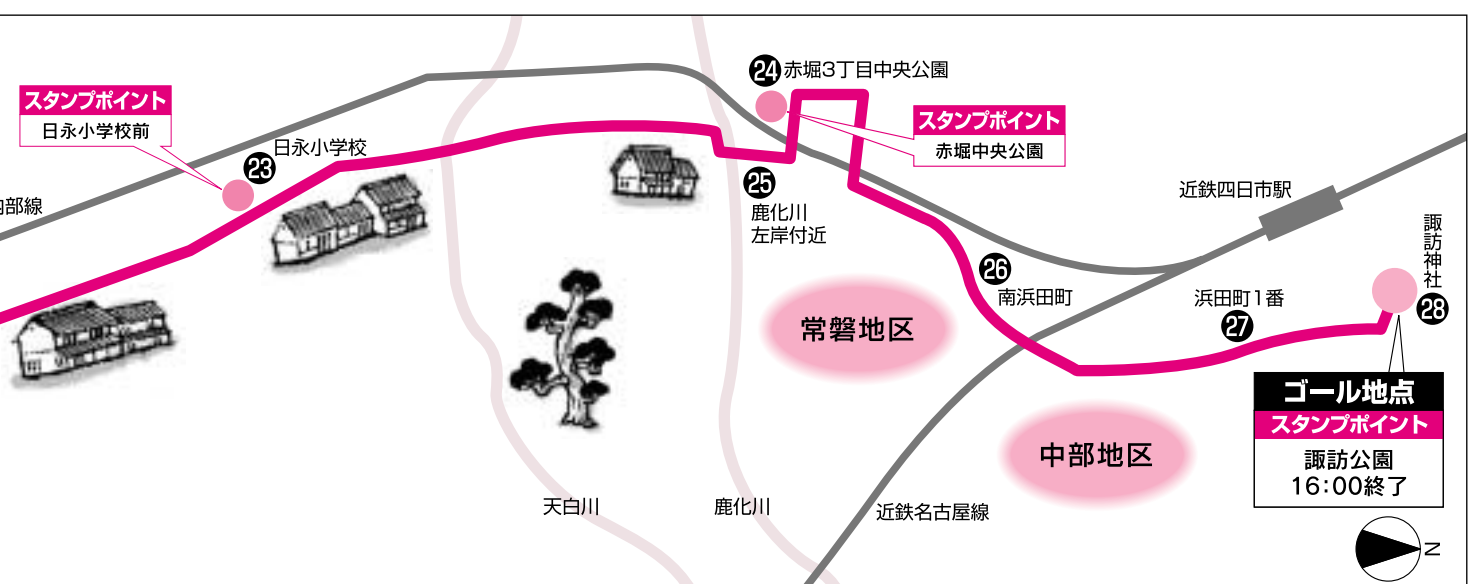 スタンプポイント
日永小学校前
㉓
日永小学校
部線
㉔
赤堀3丁目中央公園
スタンプポイント
赤堀中央公園
㉕
鹿化川
左岸付近
近鉄四日市駅
諏訪神社
㉘
㉖
南浜田町
浜田町1番
㉗
常磐地区
中部地区
ゴール地点
スタンプポイント
諏訪公園
16:00終了
天白川
鹿化川
近鉄名古屋線
N